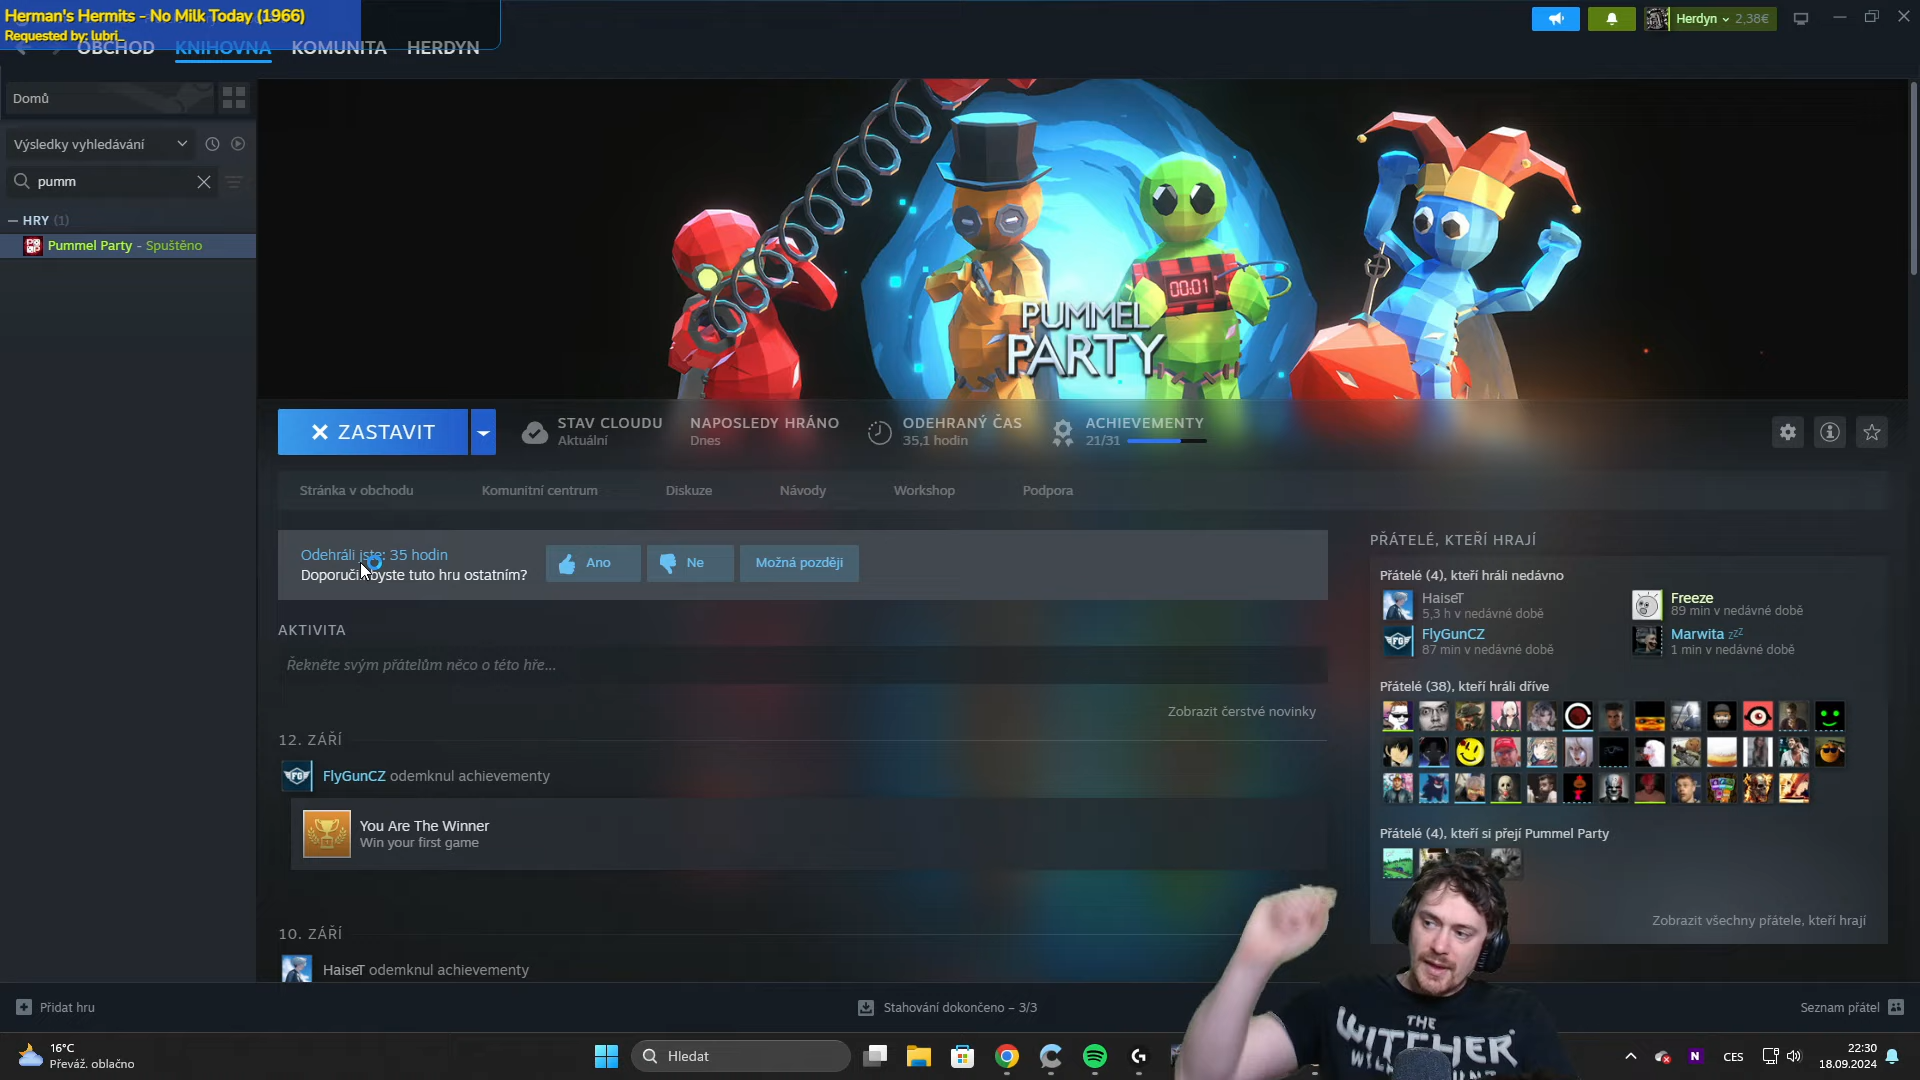 Herman's Hermits - No Milk Today (1966)
Requested by: lubri_
OBCHOD
KNIHOVNA
KOMUNITA
HERDYN
Herdyn
2,38€
Domů
Výsledky vyhledávání
pumm
HRY (1)
Pummel Party - Spuštěno
00:01
PUMMEL
PARTY
ZASTAVIT
STAV CLOUDU
Aktuální
NAPOSLEDY HRÁNO
Dnes
ODEHRANÝ ČAS
35,1 hodin
ACHIEVEMENTY
21/31
Stránka v obchodu
Komunitní centrum
Diskuze
Návody
Workshop
Podpora
Odehráli jste: 35 hodin
Doporučili byste tuto hru ostatním?
Ano
Ne
Možná později
AKTIVITA
Řekněte svým přátelům něco o této hře...
Zobrazit čerstvé novinky
12. ZÁŘÍ
FlyGunCZ odemknul achievementy
You Are The Winner
Win your first game
10. ZÁŘÍ
HaiseT odemknul achievementy
PŘÁTELÉ, KTEŘÍ HRAJÍ
Přátelé (4), kteří hráli nedávno
HaiseT
5,3 h v nedávné době
Freeze
89 min v nedávné době
FlyGunCZ
87 min v nedávné době
Marwita zzZ
1 min v nedávné době
Přátelé (38), kteří hráli dříve
Přátelé (4), kteří si přejí Pummel Party
Zobrazit všechny přátele, kteří hrají
THE
WITCHER
Přidat hru
Stahování dokončeno – 3/3
Seznam přátel
16°C
Převáž. oblačno
Hledat
CES
22:30
18.09.2024